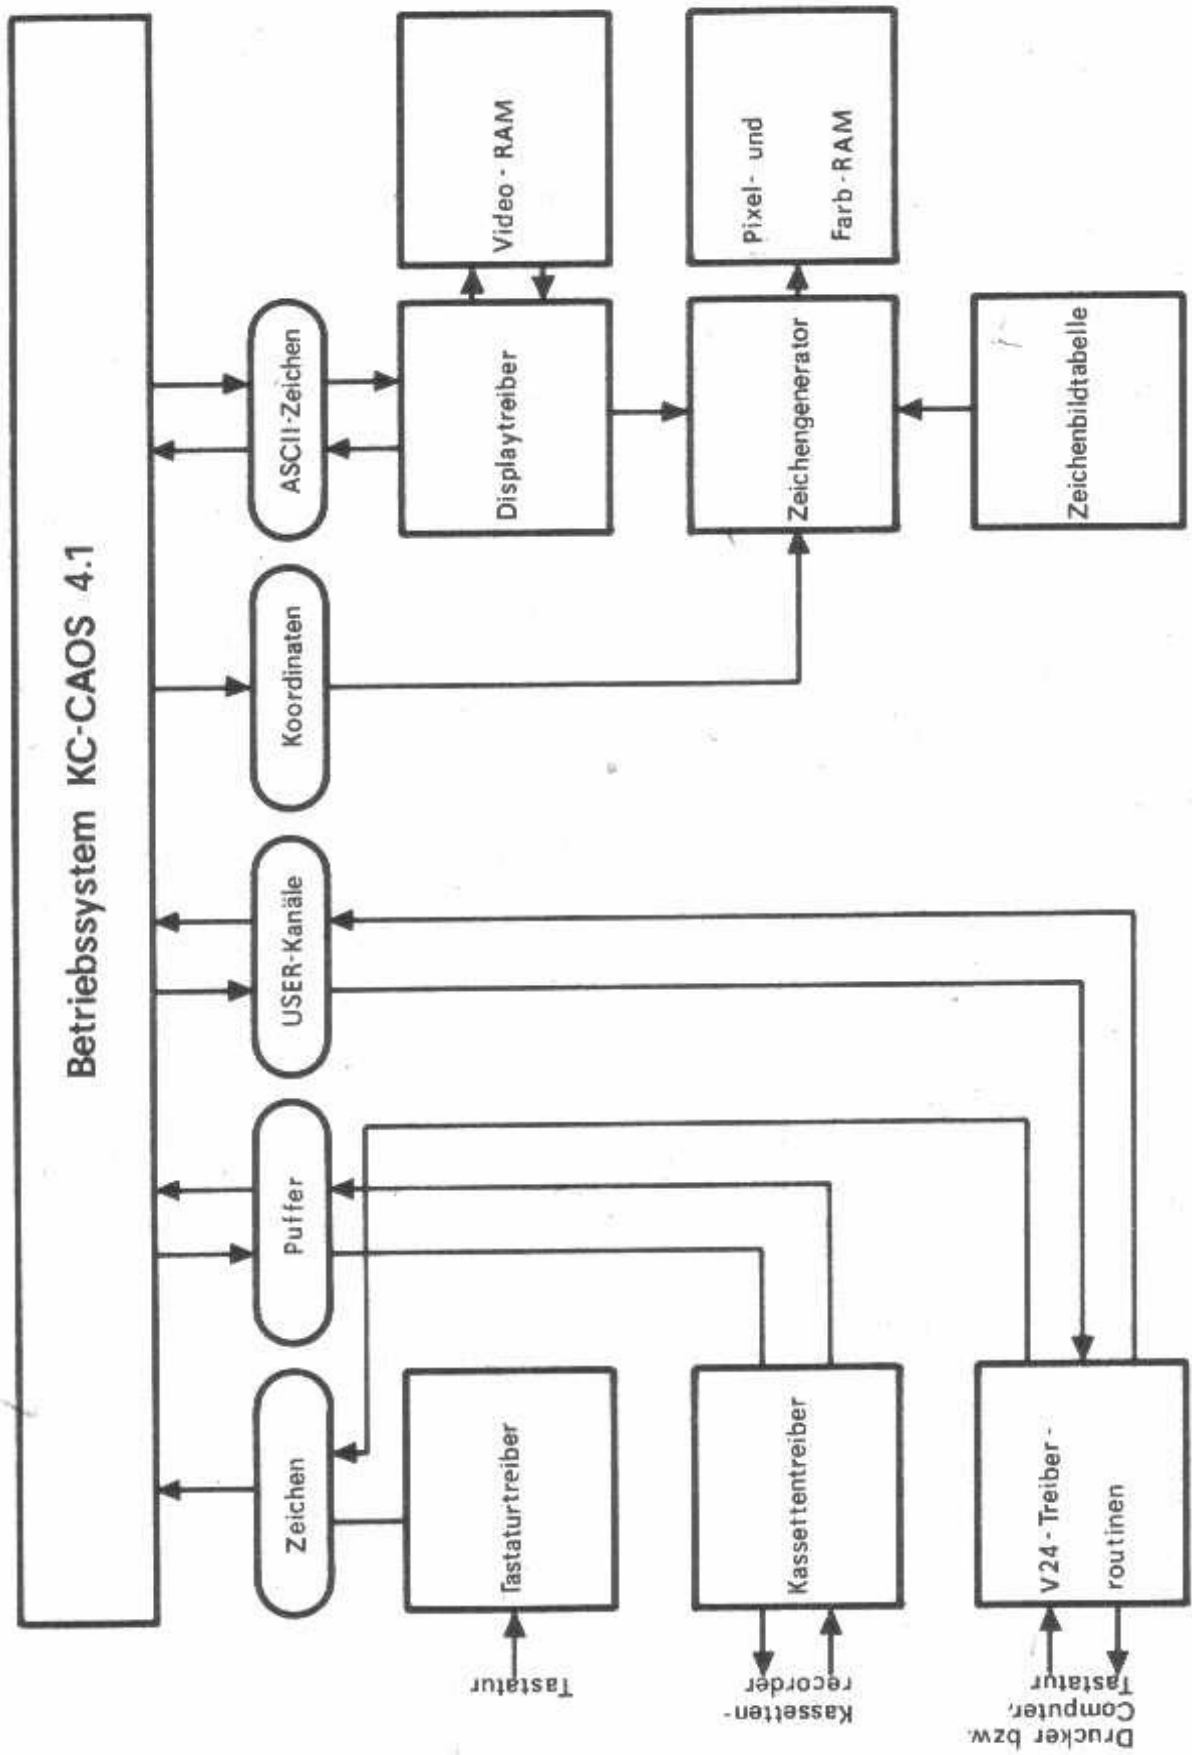 Betriebssystem KC-CAOS 4.1
Zeichen
Puffer
USER-Kanäle
Koordinaten
ASCII-Zeichen
Tastatur
Tastaturtreiber
Displaytreiber
Video-RAM
Kassetten-
recorder
Kassettentreiber
Zeichengenerator
Pixel- und
Farb-RAM
Drucker bzw.
Computer,
Tastatur
V24-Treiber-
routinen
Zeichenbildtabelle